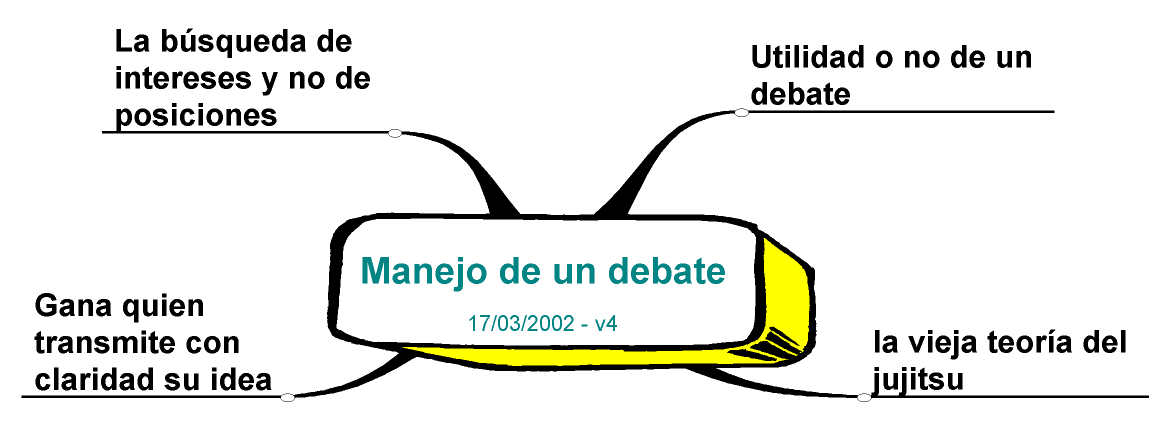 La búsqueda de
intereses y no de
posiciones
Utilidad o no de un
debate
Manejo de un debate
17/03/2002 - v4
Gana quien
transmite con
claridad su idea
la vieja teoría del
jujitsu